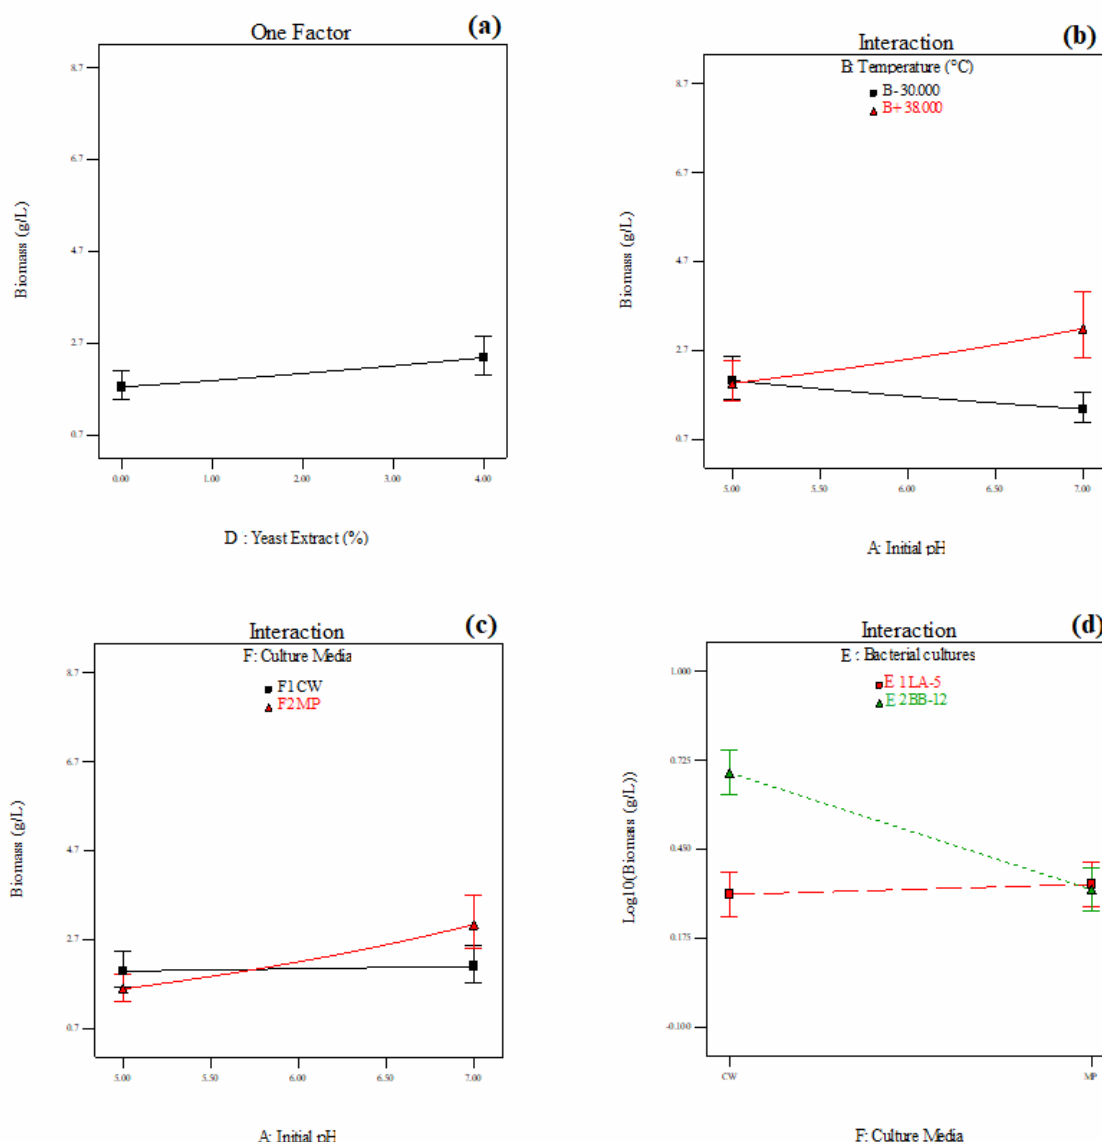 One Factor
(a)
8.7
6.7
4.7
2.7
0.7
Biomass (g/L)
0.00 1.00 2.00 3.00 4.00
D : Yeast Extract (%)
Interaction
(b)
B: Temperature (°C)
B- 30.000
B+ 38.000
8.7
6.7
4.7
2.7
0.7
Biomass (g/L)
5.00 5.50 6.00 6.50 7.00
A: Initial pH
Interaction
(c)
F: Culture Media
F1 CW
F2 MP
8.7
6.7
4.7
2.7
0.7
Biomass (g/L)
5.00 5.50 6.00 6.50 7.00
A: Initial pH
Interaction
(d)
E : Bacterial cultures
E 1 LA-5
E 2 BB-12
1.000
0.725
0.450
0.175
-0.100
Log10(Biomass (g/L))
CW MP
F: Culture Media